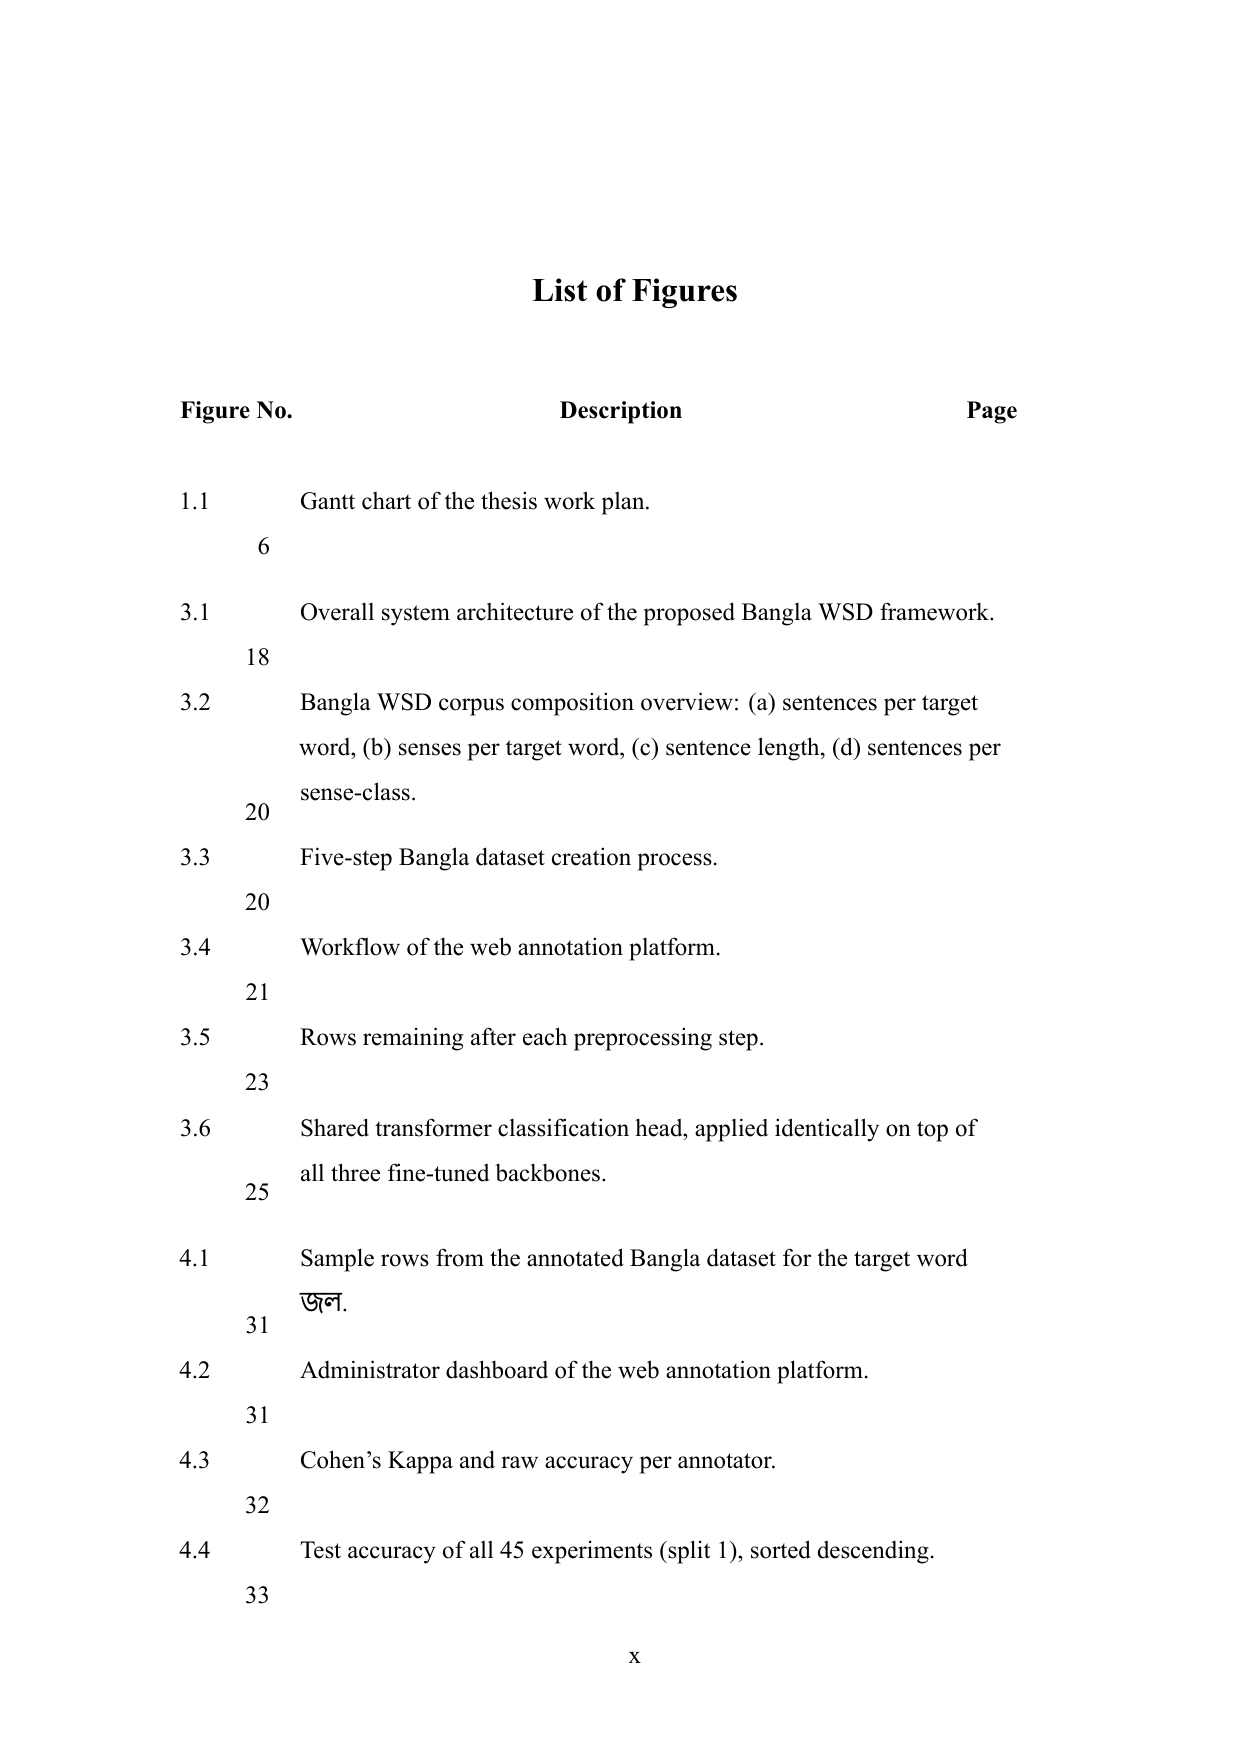 List of Figures
Figure No. Description Page
1.1 Gantt chart of the thesis work plan.
6
3.1 Overall system architecture of the proposed Bangla WSD framework.
18
3.2 Bangla WSD corpus composition overview: (a) sentences per target
word, (b) senses per target word, (c) sentence length, (d) sentences per
sense-class.
20
3.3 Five-step Bangla dataset creation process.
20
3.4 Workflow of the web annotation platform.
21
3.5 Rows remaining after each preprocessing step.
23
3.6 Shared transformer classification head, applied identically on top of
all three fine-tuned backbones.
25
4.1 Sample rows from the annotated Bangla dataset for the target word
জল.
31
4.2 Administrator dashboard of the web annotation platform.
31
4.3 Cohen’s Kappa and raw accuracy per annotator.
32
4.4 Test accuracy of all 45 experiments (split 1), sorted descending.
33
x